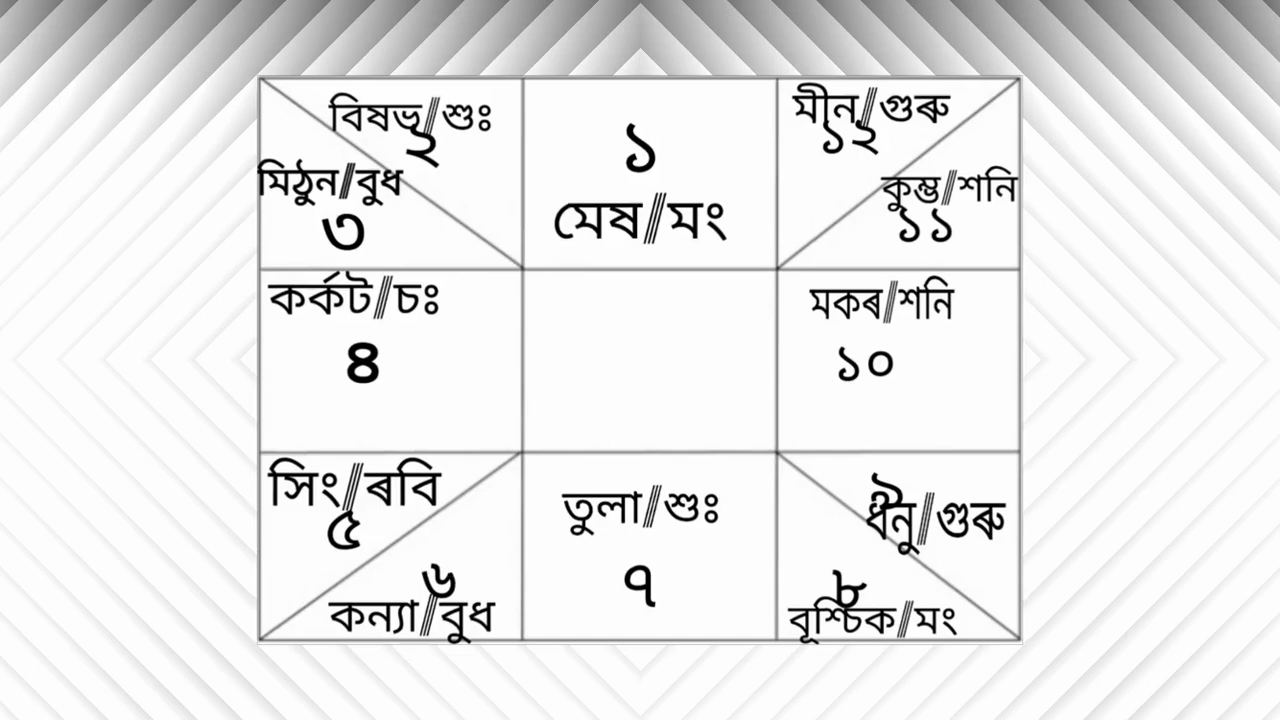 বিষভ//শুঃ
২
মিঠুন//বুধ
৩
১
মেষ//মং
মীন//গুৰু
১২
কুম্ভ//শনি
১১
কৰ্কট//চঃ
৪
মকৰ//শনি
১০
সিং//ৰবি
৫
৬
কন্যা//বুধ
তুলা//শুঃ
৭
৯
ধনু//গুৰু
৮
বৃশ্চিক//মং